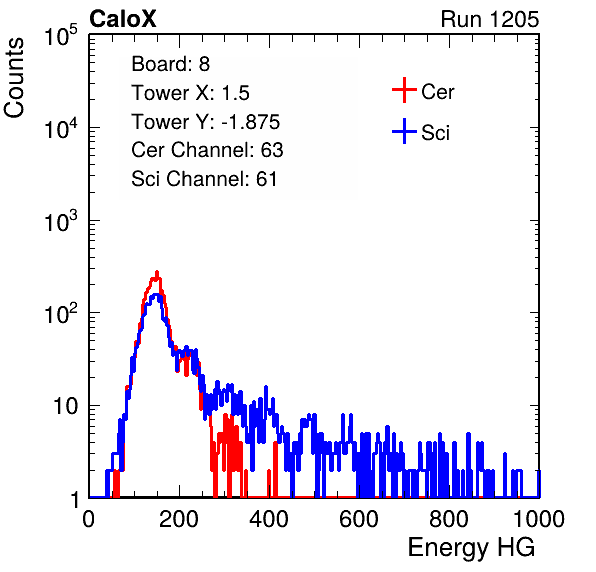 CaloX Run 1205
Counts
Board: 8
Tower X: 1.5
Tower Y: -1.875
Cer Channel: 63
Sci Channel: 61
Cer
Sci
10^5
10^4
10^3
10^2
10
1
0 200 400 600 800 1000
Energy HG